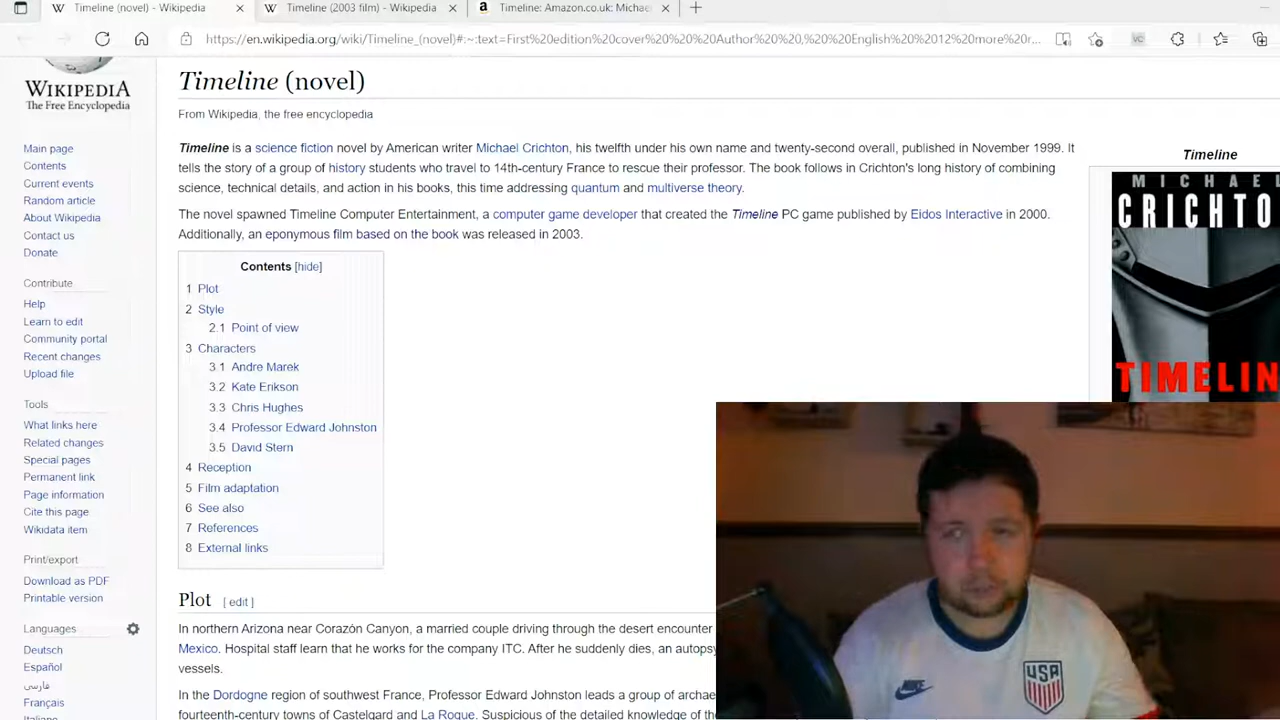 Timeline (novel) - Wikipedia
Timeline (2003 film) - Wikipedia
Timeline: Amazon.co.uk: Michae
https://en.wikipedia.org/wiki/Timeline_(novel)#:~:text=First%20edition%20cover%20%20%20Author%20%20,%20%20English%20%2012%20more%20r...
WIKIPEDIA
The Free Encyclopedia
Main page
Contents
Current events
Random article
About Wikipedia
Contact us
Donate
Contribute
Help
Learn to edit
Community portal
Recent changes
Upload file
Tools
What links here
Related changes
Special pages
Permanent link
Page information
Cite this page
Wikidata item
Print/export
Download as PDF
Printable version
Languages
Deutsch
Español
فارسی
Français
Italiano
Timeline (novel)
From Wikipedia, the free encyclopedia
Timeline is a science fiction novel by American writer Michael Crichton, his twelfth under his own name and twenty-second overall, published in November 1999. It
tells the story of a group of history students who travel to 14th-century France to rescue their professor. The book follows in Crichton's long history of combining
science, technical details, and action in his books, this time addressing quantum and multiverse theory.
The novel spawned Timeline Computer Entertainment, a computer game developer that created the Timeline PC game published by Eidos Interactive in 2000.
Additionally, an eponymous film based on the book was released in 2003.
Contents [hide]
1 Plot
2 Style
2.1 Point of view
3 Characters
3.1 Andre Marek
3.2 Kate Erikson
3.3 Chris Hughes
3.4 Professor Edward Johnston
3.5 David Stern
4 Reception
5 Film adaptation
6 See also
7 References
8 External links
Plot [ edit ]
In northern Arizona near Corazón Canyon, a married couple driving through the desert encounter
Mexico. Hospital staff learn that he works for the company ITC. After he suddenly dies, an autopsy
vessels.
In the Dordogne region of southwest France, Professor Edward Johnston leads a group of archae
fourteenth-century towns of Castelgard and La Roque. Suspicious of the detailed knowledge of the
Timeline
MICHAEL
CRICHTO
TIMELIN
USA